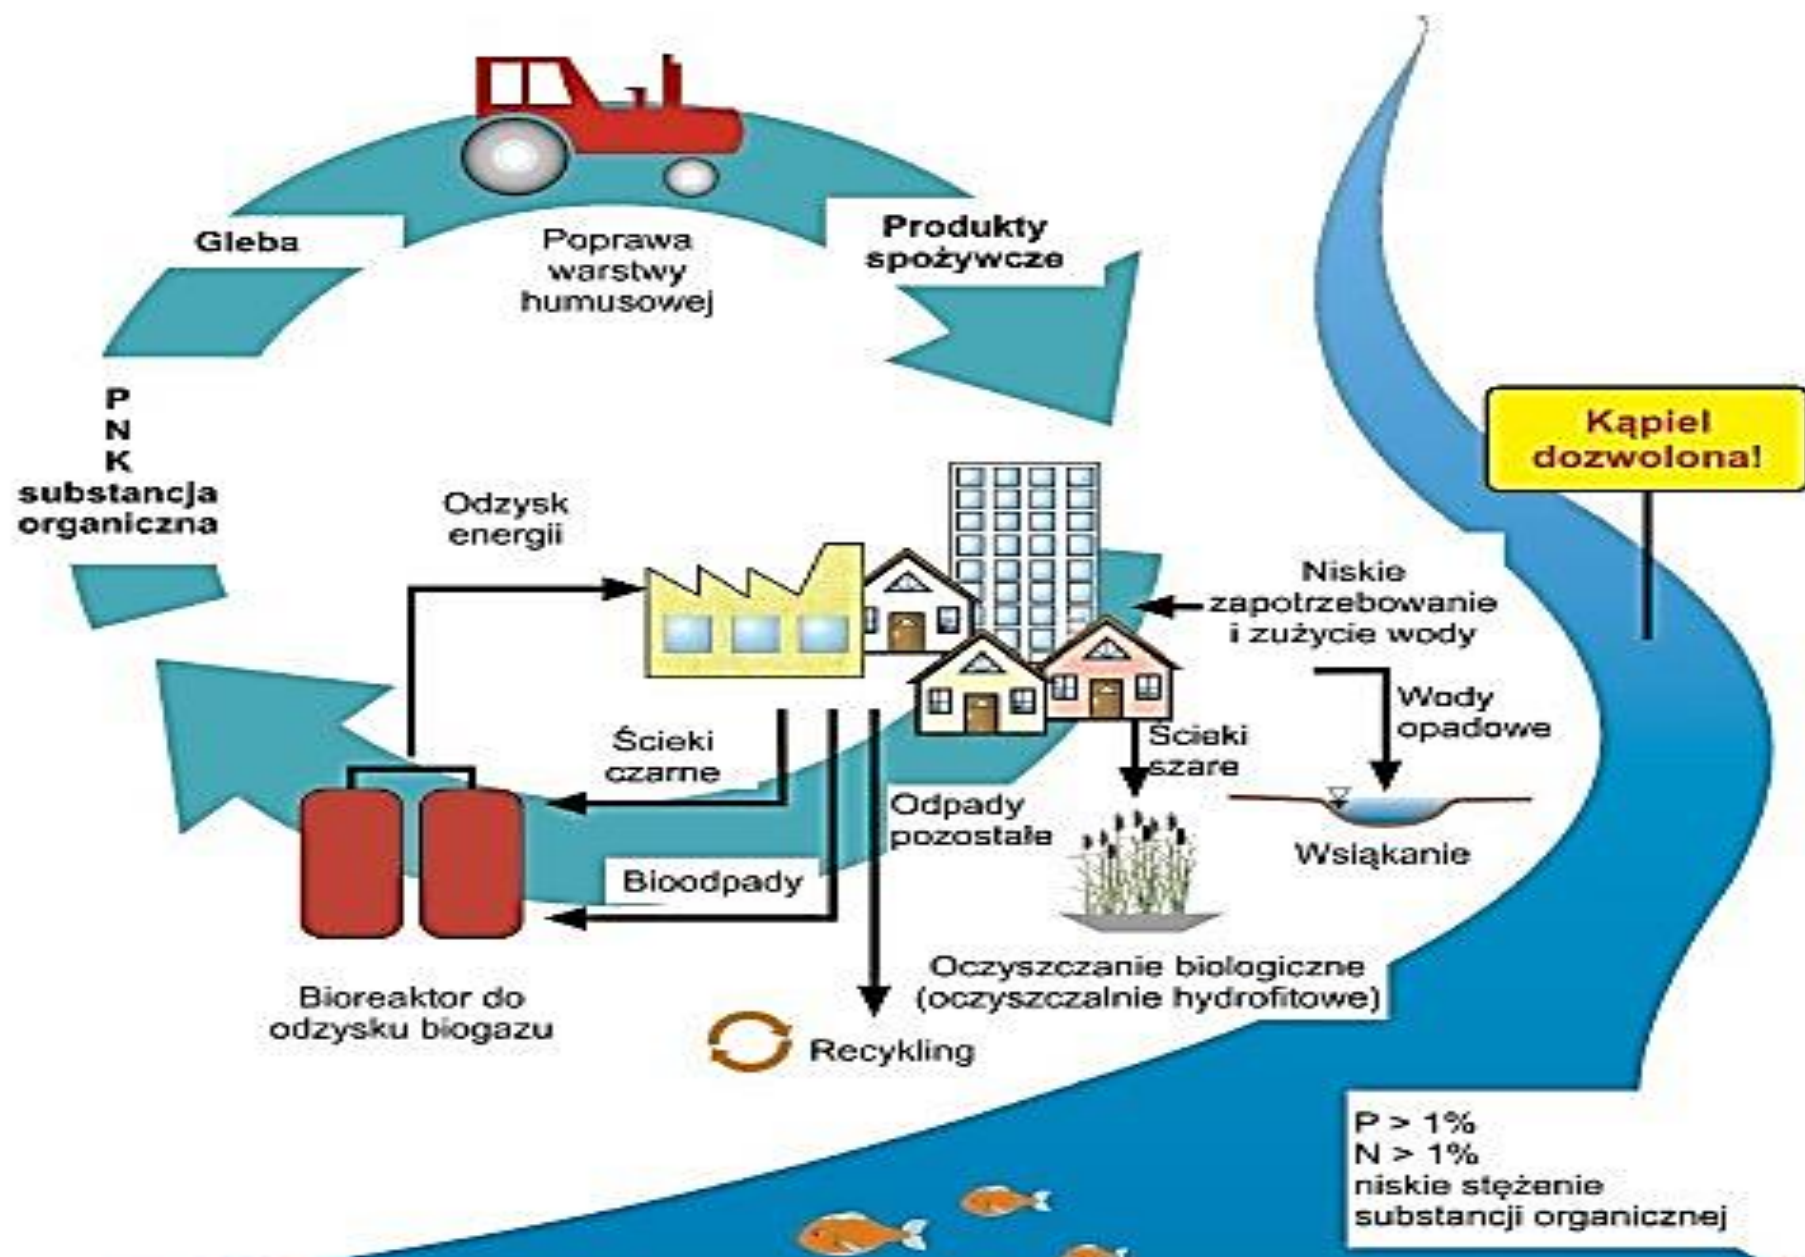 Gleba
Poprawa
warstwy
humusowej
Produkty
spożywcze
P
N
K
substancja
organiczna
Kąpiel
dozwolona!
Odzysk
energii
Niskie
zapotrzebowanie
i zużycie wody
Wody
opadowe
Ścieki
czarne
Ścieki
szare
Odpady
pozostałe
Wsiąkanie
Bioodpady
Oczyszczanie biologiczne
(oczyszczalnie hydrofitowe)
Bioreaktor do
odzysku biogazu
Recykling
P > 1%
N > 1%
niskie stężenie
substancji organicznej